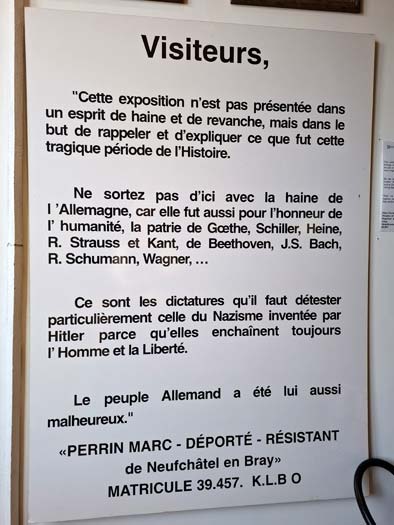 Visiteurs,
"Cette exposition n'est pas présentée dans
un esprit de haine et de revanche, mais dans le
but de rappeler et d'expliquer ce que fut cette
tragique période de l'Histoire.
Ne sortez pas d'ici avec la haine de
l 'Allemagne, car elle fut aussi pour l'honneur de
l' humanité, la patrie de Gœthe, Schiller, Heine,
R. Strauss et Kant, de Beethoven, J.S. Bach,
R. Schumann, Wagner, ...
Ce sont les dictatures qu'il faut détester
particulièrement celle du Nazisme inventée par
Hitler parce qu'elles enchaînent toujours
l' Homme et la Liberté.
Le peuple Allemand a été lui aussi
malheureux."
«PERRIN MARC - DÉPORTÉ - RÉSISTANT
de Neufchâtel en Bray»
MATRICULE 39.457. K.L.B O